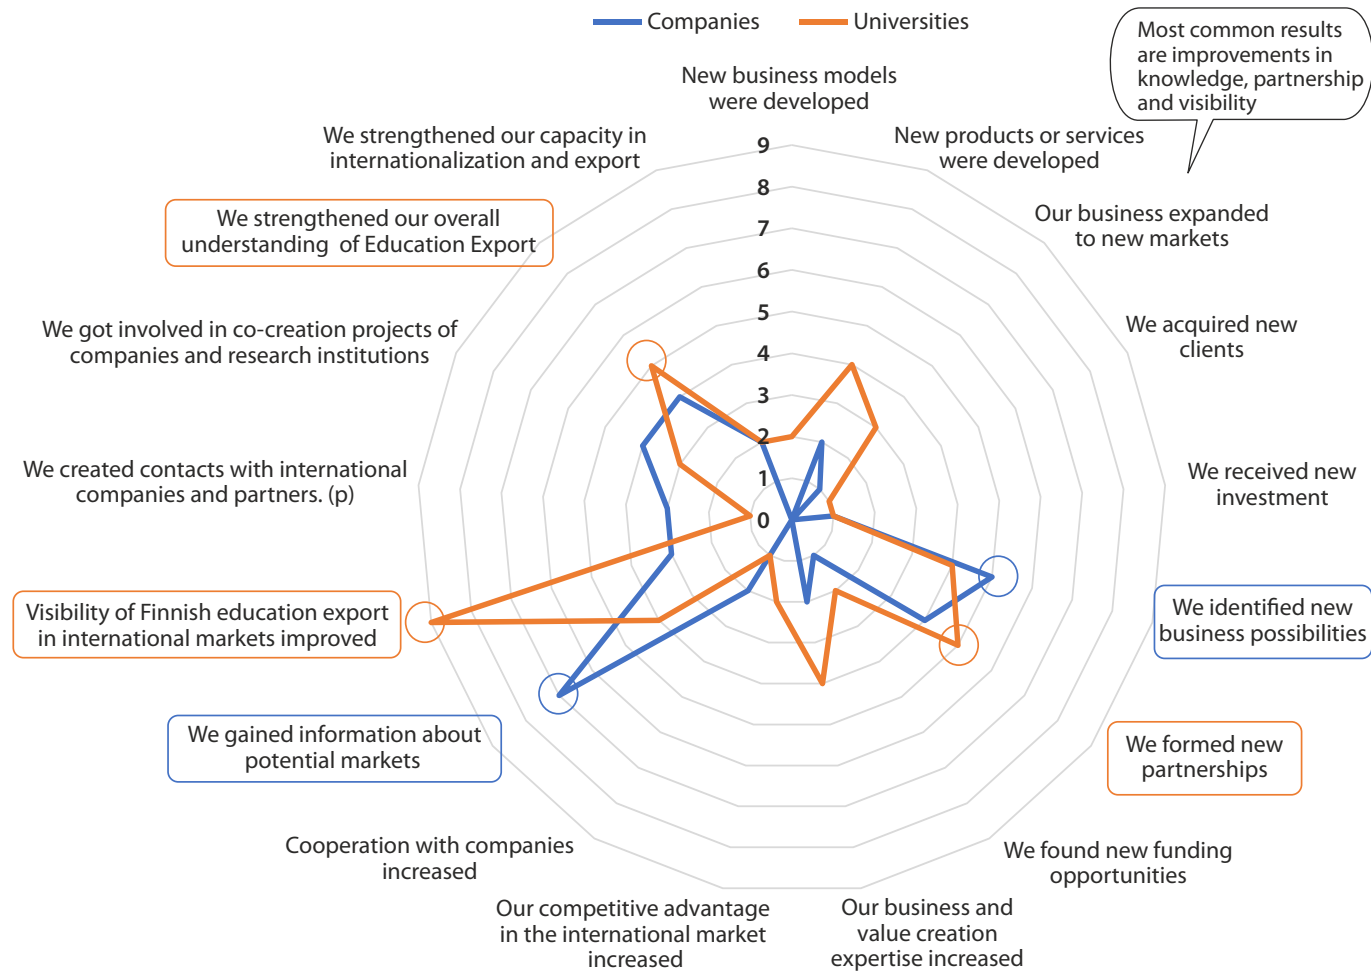 Companies
Universities
Most common results
are improvements in
knowledge, partnership
and visibility
New business models
were developed
New products or services
were developed
Our business expanded
to new markets
We acquired new
clients
We received new
investment
We identified new
business possibilities
We formed new
partnerships
We found new funding
opportunities
Our business and
value creation
expertise increased
Our competitive advantage
in the international market
increased
Cooperation with companies
increased
We gained information about
potential markets
Visibility of Finnish education export
in international markets improved
We created contacts with international
companies and partners. (p)
We got involved in co-creation projects of
companies and research institutions
We strengthened our overall
understanding of Education Export
We strengthened our capacity in
internationalization and export
9
8
7
6
5
4
3
2
1
0